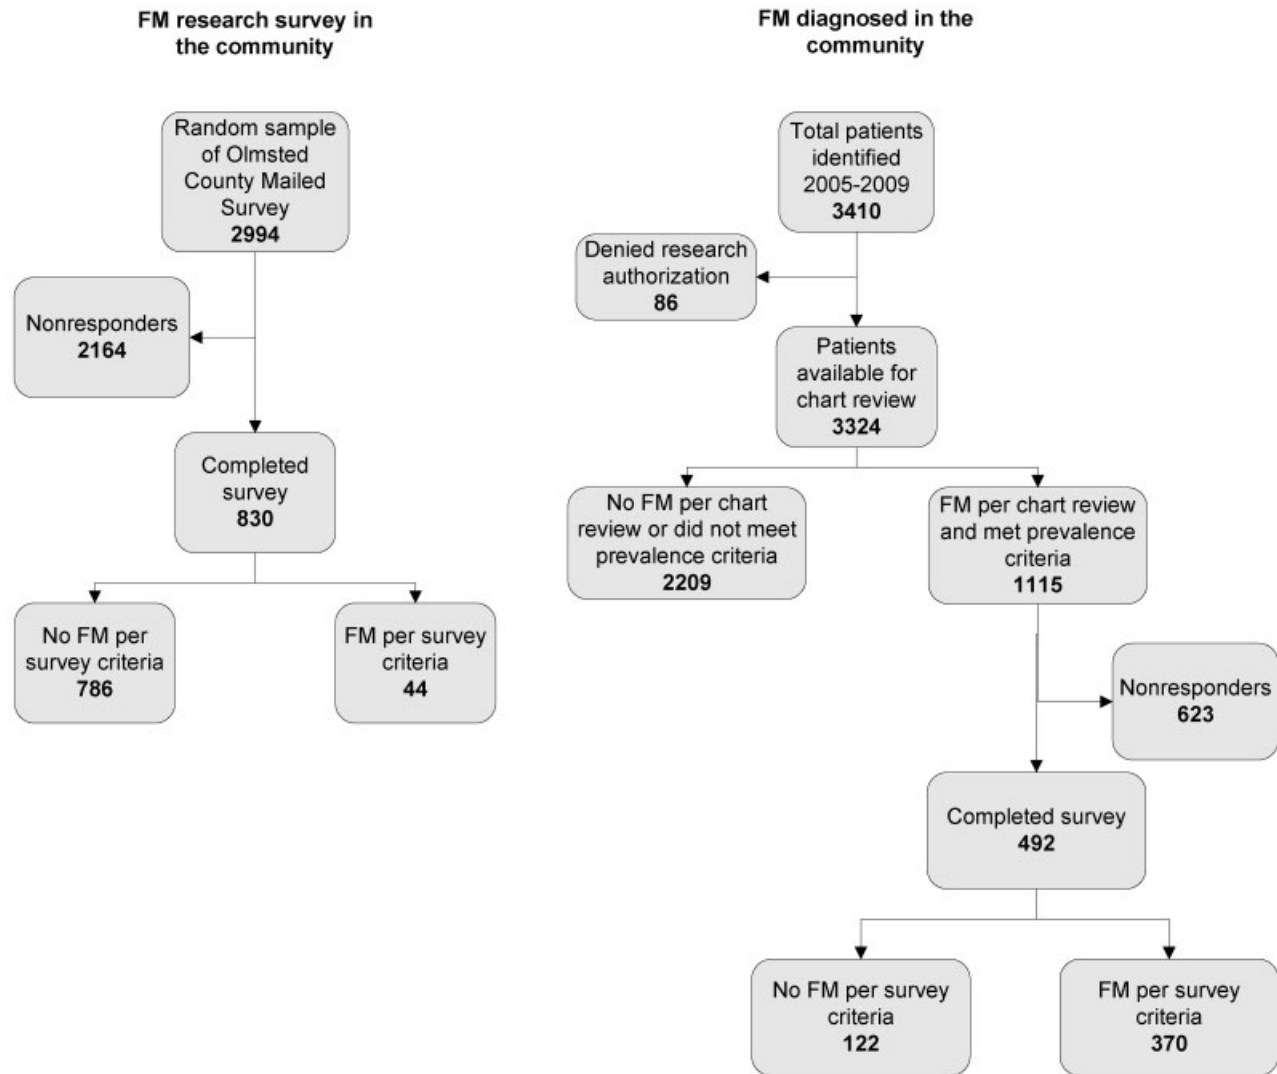 FM research survey in
the community
Random sample
of Olmsted
County Mailed
Survey
2994
Nonresponders
2164
Completed
survey
830
No FM per
survey criteria
786
FM per survey
criteria
44
FM diagnosed in the
community
Total patients
identified
2005-2009
3410
Denied research
authorization
86
Patients
available for
chart review
3324
No FM per chart
review or did not meet
prevalence criteria
2209
FM per chart review
and met prevalence
criteria
1115
Nonresponders
623
Completed survey
492
No FM per survey
criteria
122
FM per survey
criteria
370